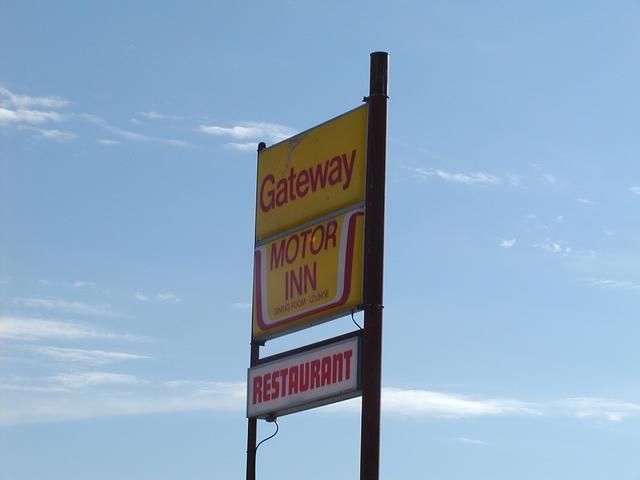 Gateway
MOTOR
INN
DINING ROOM - LOUNGE
RESTAURANT